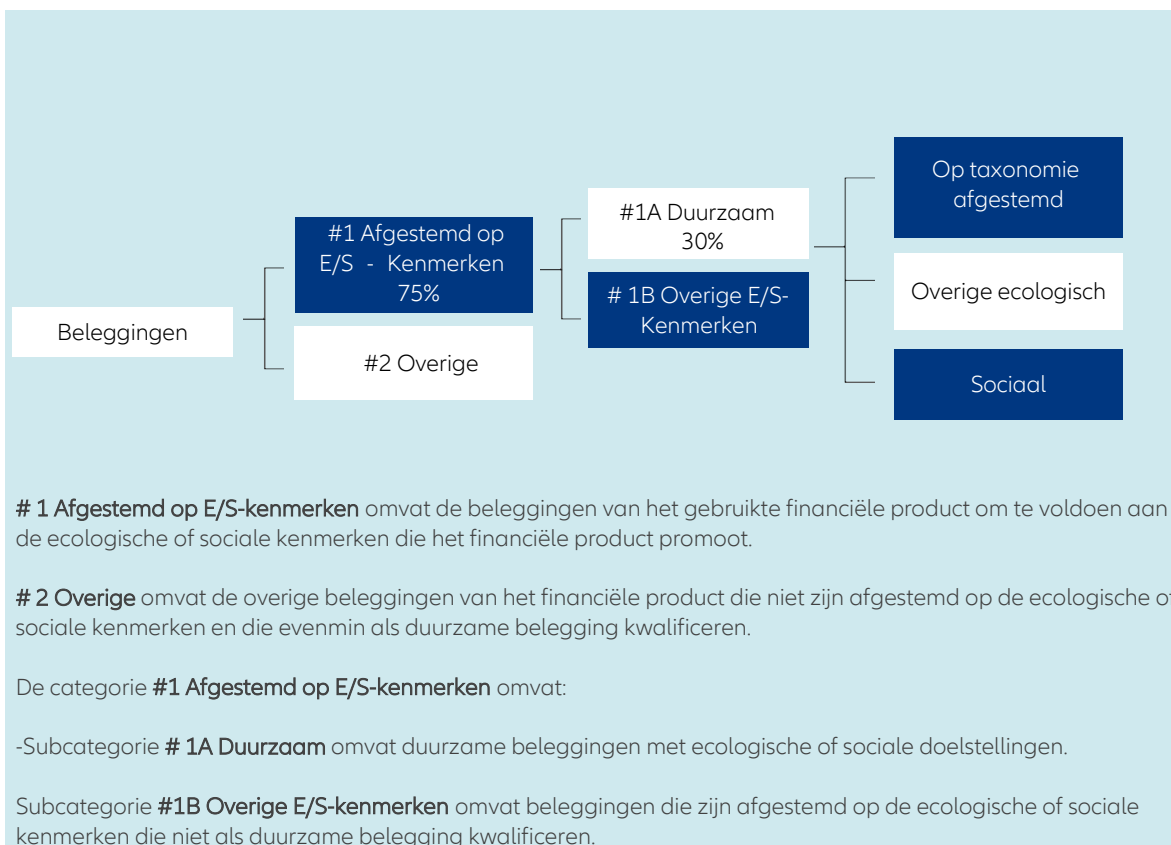 Op taxonomie
afgestemd
#1A Duurzaam
30%
#1 Afgestemd op
E/S - Kenmerken
75%
# 1B Overige E/S-
Kenmerken
Overige ecologisch
Beleggingen
#2 Overige
Sociaal
# 1 Afgestemd op E/S-kenmerken omvat de beleggingen van het gebruikte financiële product om te voldoen aan
de ecologische of sociale kenmerken die het financiële product promoot.
# 2 Overige omvat de overige beleggingen van het financiële product die niet zijn afgestemd op de ecologische of
sociale kenmerken en die evenmin als duurzame belegging kwalificeren.
De categorie #1 Afgestemd op E/S-kenmerken omvat:
-Subcategorie # 1A Duurzaam omvat duurzame beleggingen met ecologische of sociale doelstellingen.
Subcategorie #1B Overige E/S-kenmerken omvat beleggingen die zijn afgestemd op de ecologische of sociale
kenmerken die niet als duurzame belegging kwalificeren.